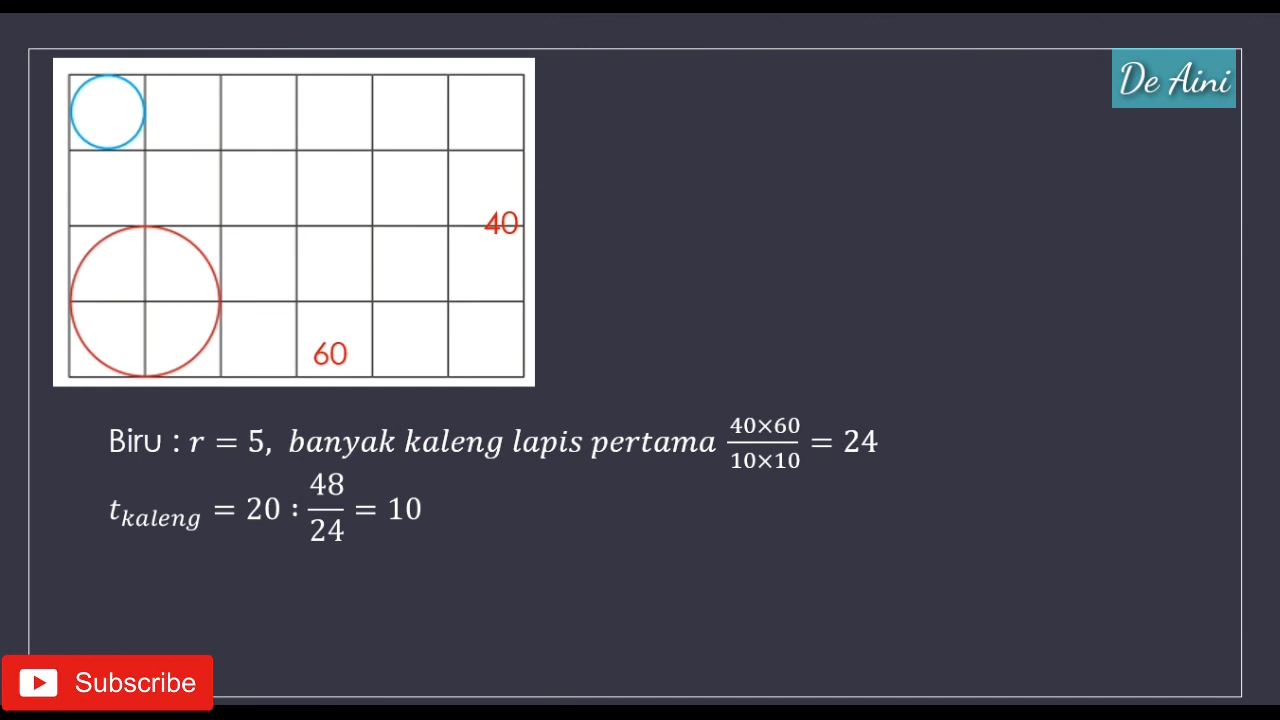 De Aini
40
60
Biru : r = 5, banyak kaleng lapis pertama 40×60/10×10 = 24
t_kaleng = 20 : 48/24 = 10
Subscribe